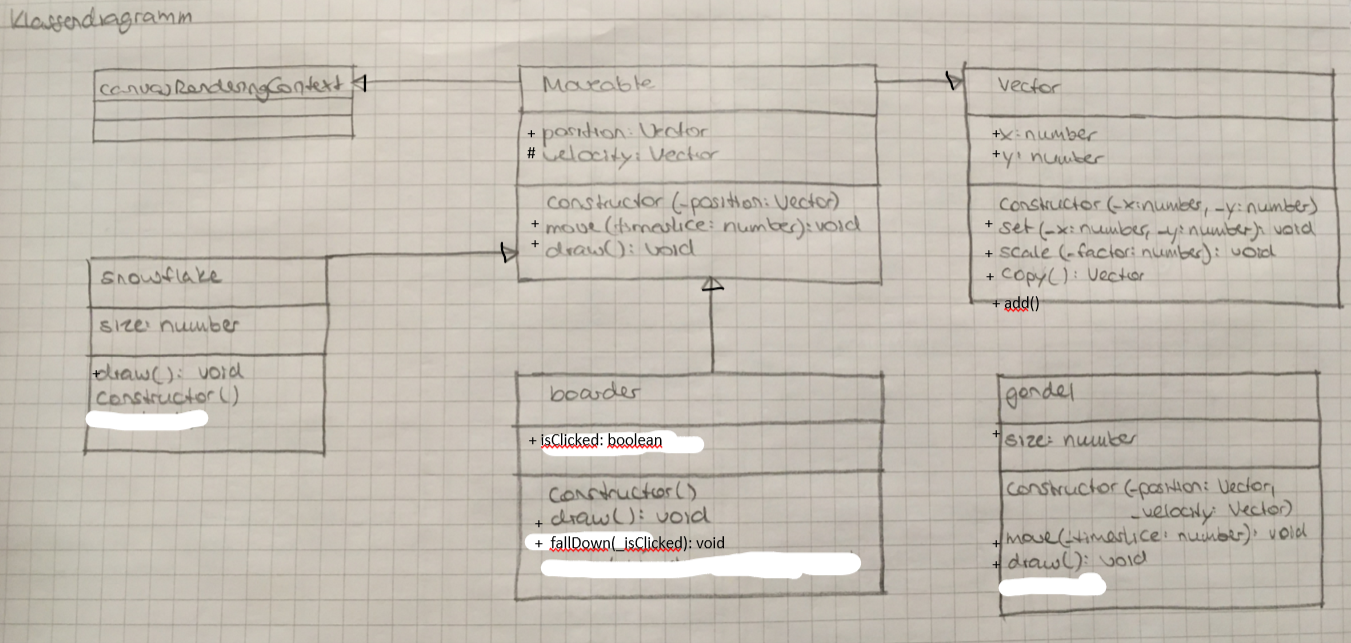 Klassendiagramm
canvasRenderingContext
Moveable
+ position: Vector
# velocity: Vector
constructor(_position: Vector)
+ move(_timeslice: number): void
+ draw(): void
Vector
+x: number
+y: number
constructor(_x: number, _y: number)
+ set(_x: number, _y: number): void
+ scale(_factor: number): void
+ copy(): Vector
+ add()
snowflake
size: number
+draw(): void
constructor()
boarder
+ isClicked: boolean
constructor()
+ draw(): void
+ fallDown(_isClicked): void
gondel
+ size: number
constructor(_position: Vector,
_velocity: Vector)
+ move(_timeslice: number): void
+ draw(): void